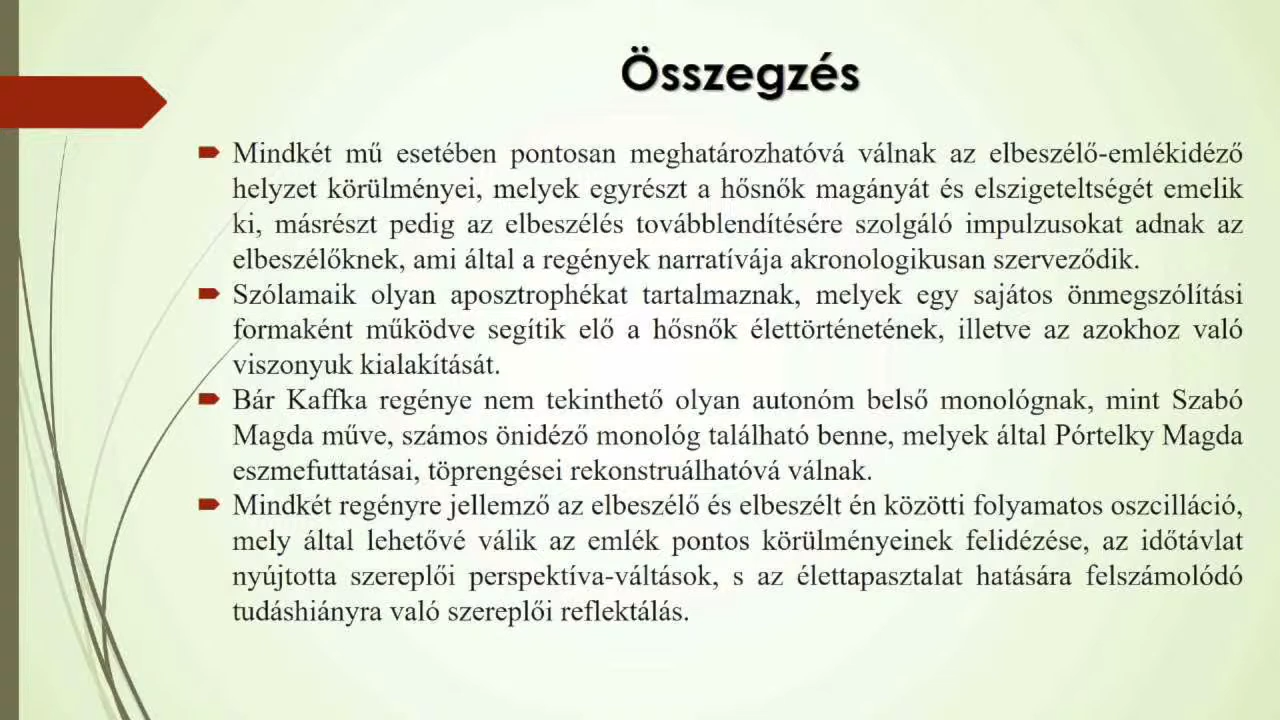 Összegzés
Mindkét mű esetében pontosan meghatározhatóvá válnak az elbeszélő-emlékidéző
helyzet körülményei, melyek egyrészt a hősnők magányát és elszigeteltségét emelik
ki, másrészt pedig az elbeszélés továbblendítésére szolgáló impulzusokat adnak az
elbeszélőknek, ami által a regények narratívája akronologikusan szerveződik.
Szólamaik olyan aposztrophékat tartalmaznak, melyek egy sajátos önmegszólítási
formaként működve segítik elő a hősnők élettörténetének, illetve az azokhoz való
viszonyuk kialakítását.
Bár Kaffka regénye nem tekinthető olyan autonóm belső monológnak, mint Szabó
Magda műve, számos önidéző monológ található benne, melyek által Pórtelky Magda
eszmefuttatásai, töprengései rekonstruálhatóvá válnak.
Mindkét regényre jellemző az elbeszélő és elbeszélt én közötti folyamatos oszcilláció,
mely által lehetővé válik az emlék pontos körülményeinek felidézése, az időtávlat
nyújtotta szereplői perspektíva-váltások, s az élettapasztalat hatására felszámolódó
tudáshiányra való szereplői reflektálás.